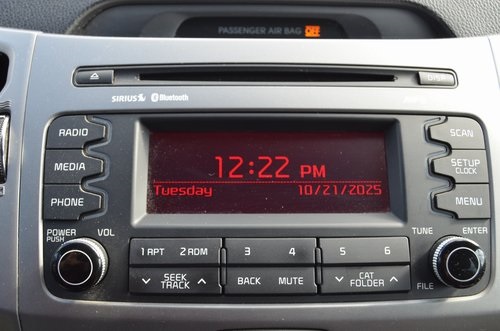 PASSENGER AIR BAG OFF
DISP
SIRIUS Bluetooth
RADIO
SCAN
12:22 PM
MEDIA
SETUP
CLOCK
Tuesday 10/21/2025
PHONE
MENU
POWER
PUSH
VOL
TUNE
ENTER
1 RPT 2 RDM 3 4 5 6
SEEK
TRACK
BACK MUTE
CAT
FOLDER
FILE